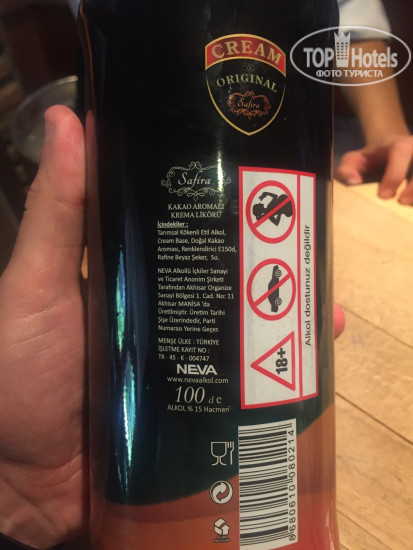 TOP Hotels
ФОТО ТУРИСТА
CREAM
ORIGINAL
Safira
Safira
KAKAO AROMALI
KREMA LİKÖRÜ
İçindekiler :
Tarımsal Kökenli Etil Alkol,
Cream Base, Doğal Kakao
Aroması, Renklendirici E150d,
Rafine Beyaz Şeker, Su.
NEVA Alkollü İçkiler Sanayi
ve Ticaret Anonim Şirketi
Tarafından Akhisar Organize
Sanayi Bölgesi 1. Cad. No: 11
Akhisar MANİSA 'da
Üretilmiştir. Üretim Tarihi
Şişe Üzerindedir, Parti
Numarası Yerine Geçer.
MENŞE ÜLKE : TÜRKİYE
İŞLETME KAYIT NO :
TR - 45 - K - 004747
NEVA
www.nevaalkol.com
100 cl e
ALKOL % 15 Hacmen
Alkol dostunuz değildir
18+
8680610080214